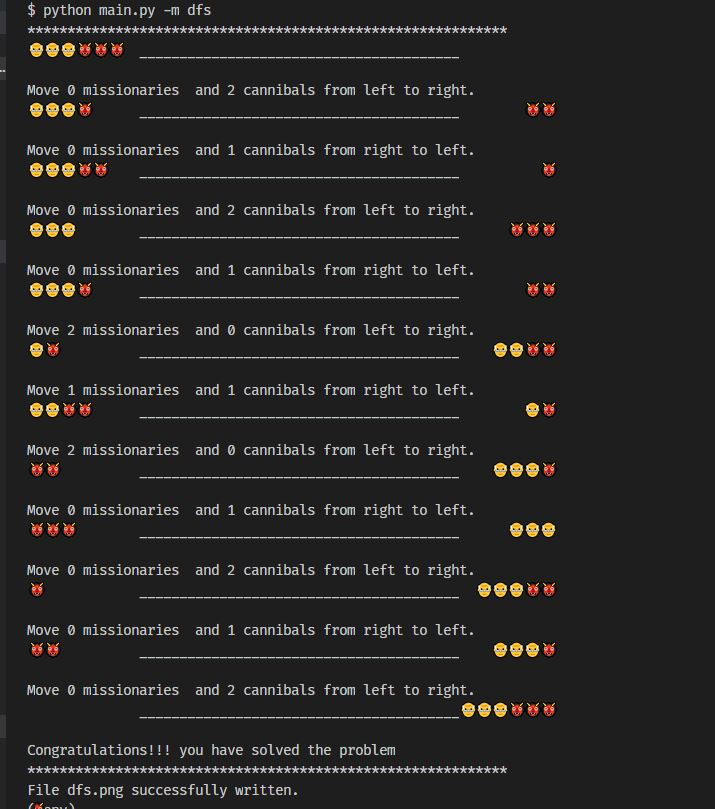 $ python main.py -m dfs
************************************************************
👴👴👴👹👹👹 ________________________________________
Move 0 missionaries  and 2 cannibals from left to right.
👴👴👴👹 ________________________________________ 👹👹
Move 0 missionaries  and 1 cannibals from right to left.
👴👴👴👹👹 ________________________________________ 👹
Move 0 missionaries  and 2 cannibals from left to right.
👴👴👴 ________________________________________ 👹👹👹
Move 0 missionaries  and 1 cannibals from right to left.
👴👴👴👹 ________________________________________ 👹👹
Move 2 missionaries  and 0 cannibals from left to right.
👴👹 ________________________________________ 👴👴👹👹
Move 1 missionaries  and 1 cannibals from right to left.
👴👴👹👹 ________________________________________ 👴👹
Move 2 missionaries  and 0 cannibals from left to right.
👹👹 ________________________________________ 👴👴👴👹
Move 0 missionaries  and 1 cannibals from right to left.
👹👹👹 ________________________________________ 👴👴👴
Move 0 missionaries  and 2 cannibals from left to right.
👹 ________________________________________ 👴👴👴👹👹
Move 0 missionaries  and 1 cannibals from right to left.
👹👹 ________________________________________ 👴👴👴👹
Move 0 missionaries  and 2 cannibals from left to right.
________________________________________👴👴👴👹👹👹
Congratulations!!! you have solved the problem
************************************************************
File dfs.png successfully written.